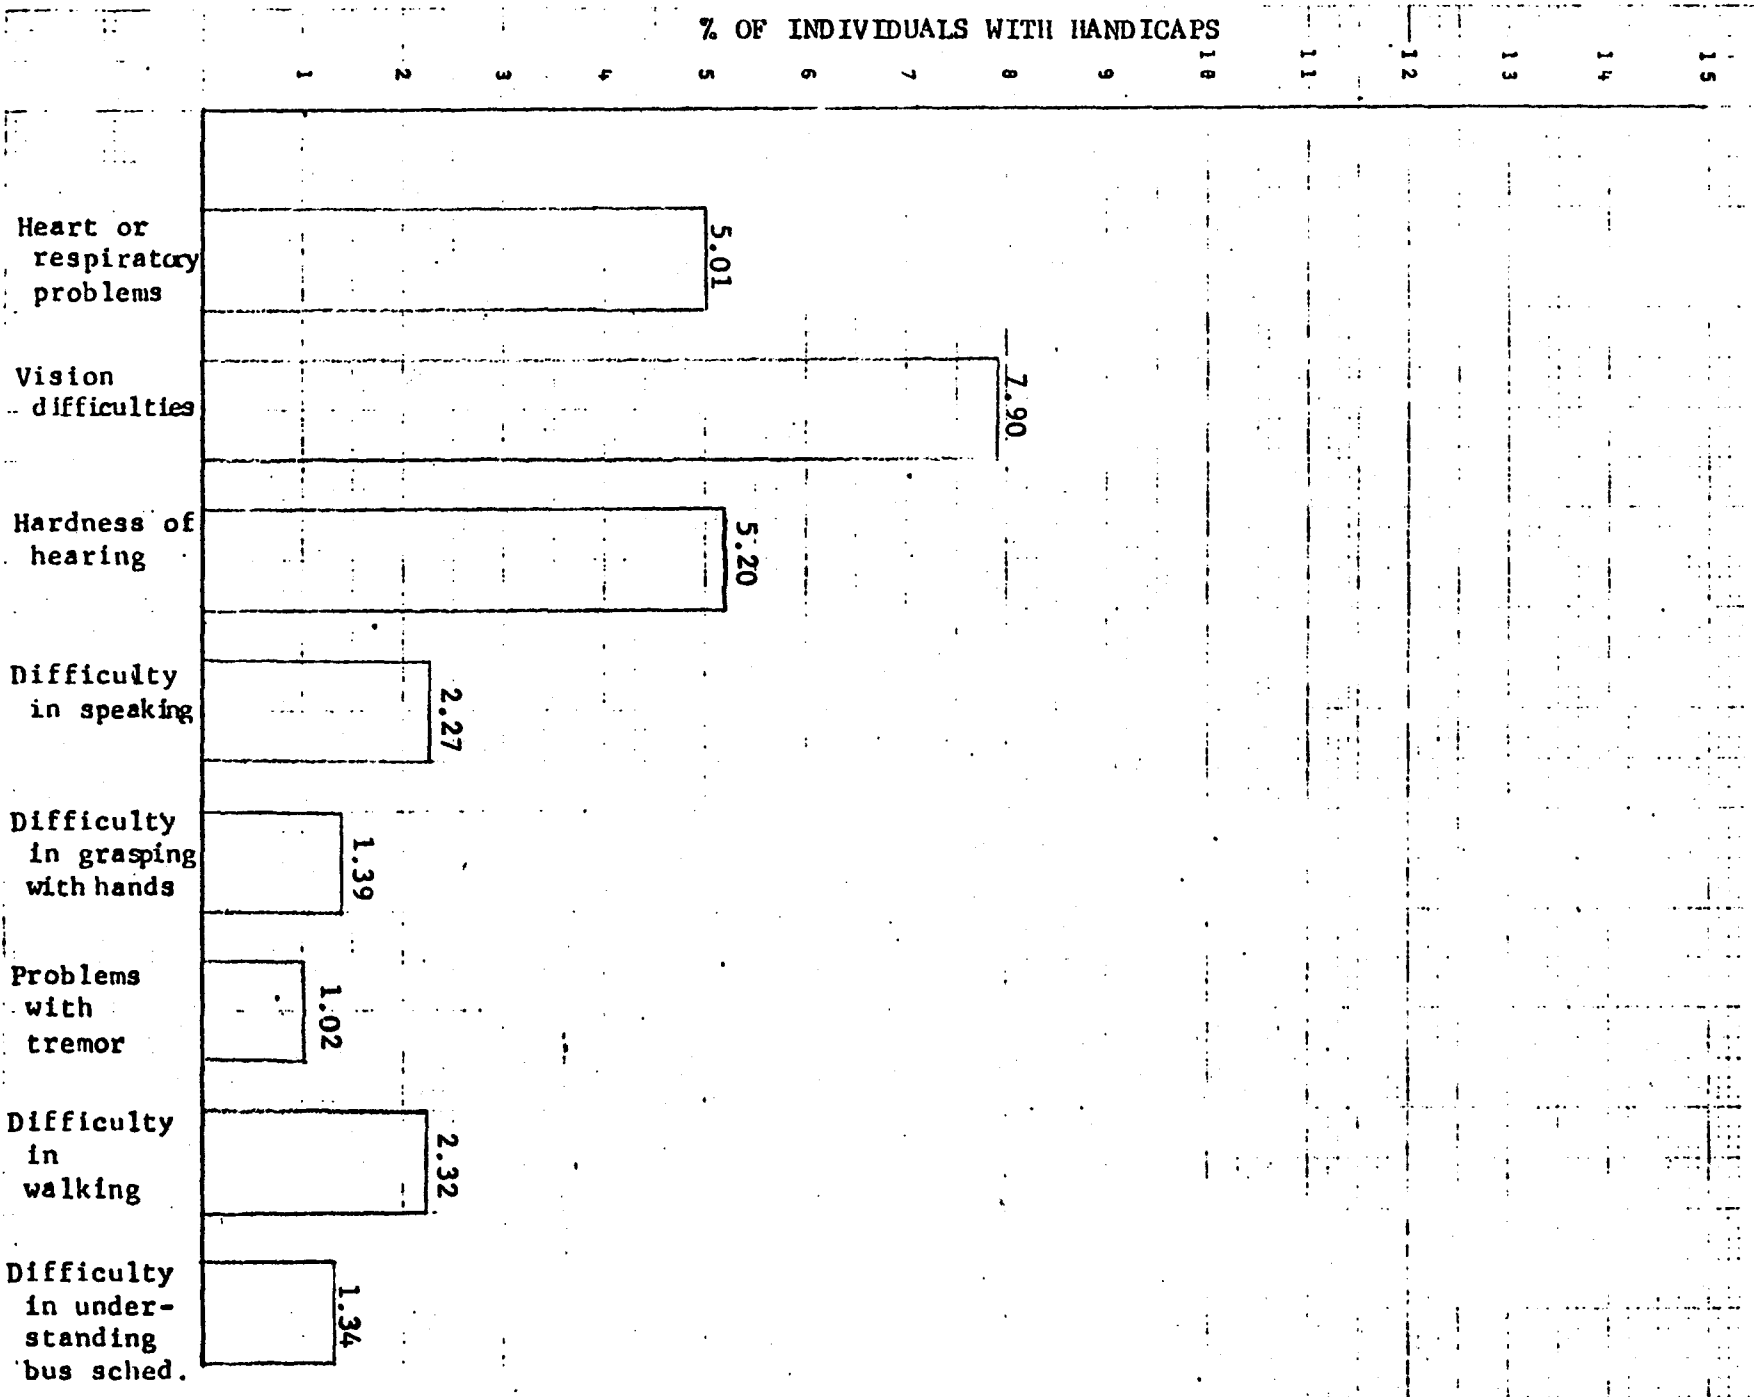 % OF INDIVIDUALS WITH HANDICAPS
1 2 3 4 5 6 7 8 9 10 11 12 13 14 15
Heart or
respiratory
problems
5.01
Vision
difficulties
7.90
Hardness of
hearing
5.20
Difficulty
in speaking
2.27
Difficulty
in grasping
with hands
1.39
Problems
with
tremor
1.02
Difficulty
in
walking
2.32
Difficulty
in under-
standing
bus sched.
1.34